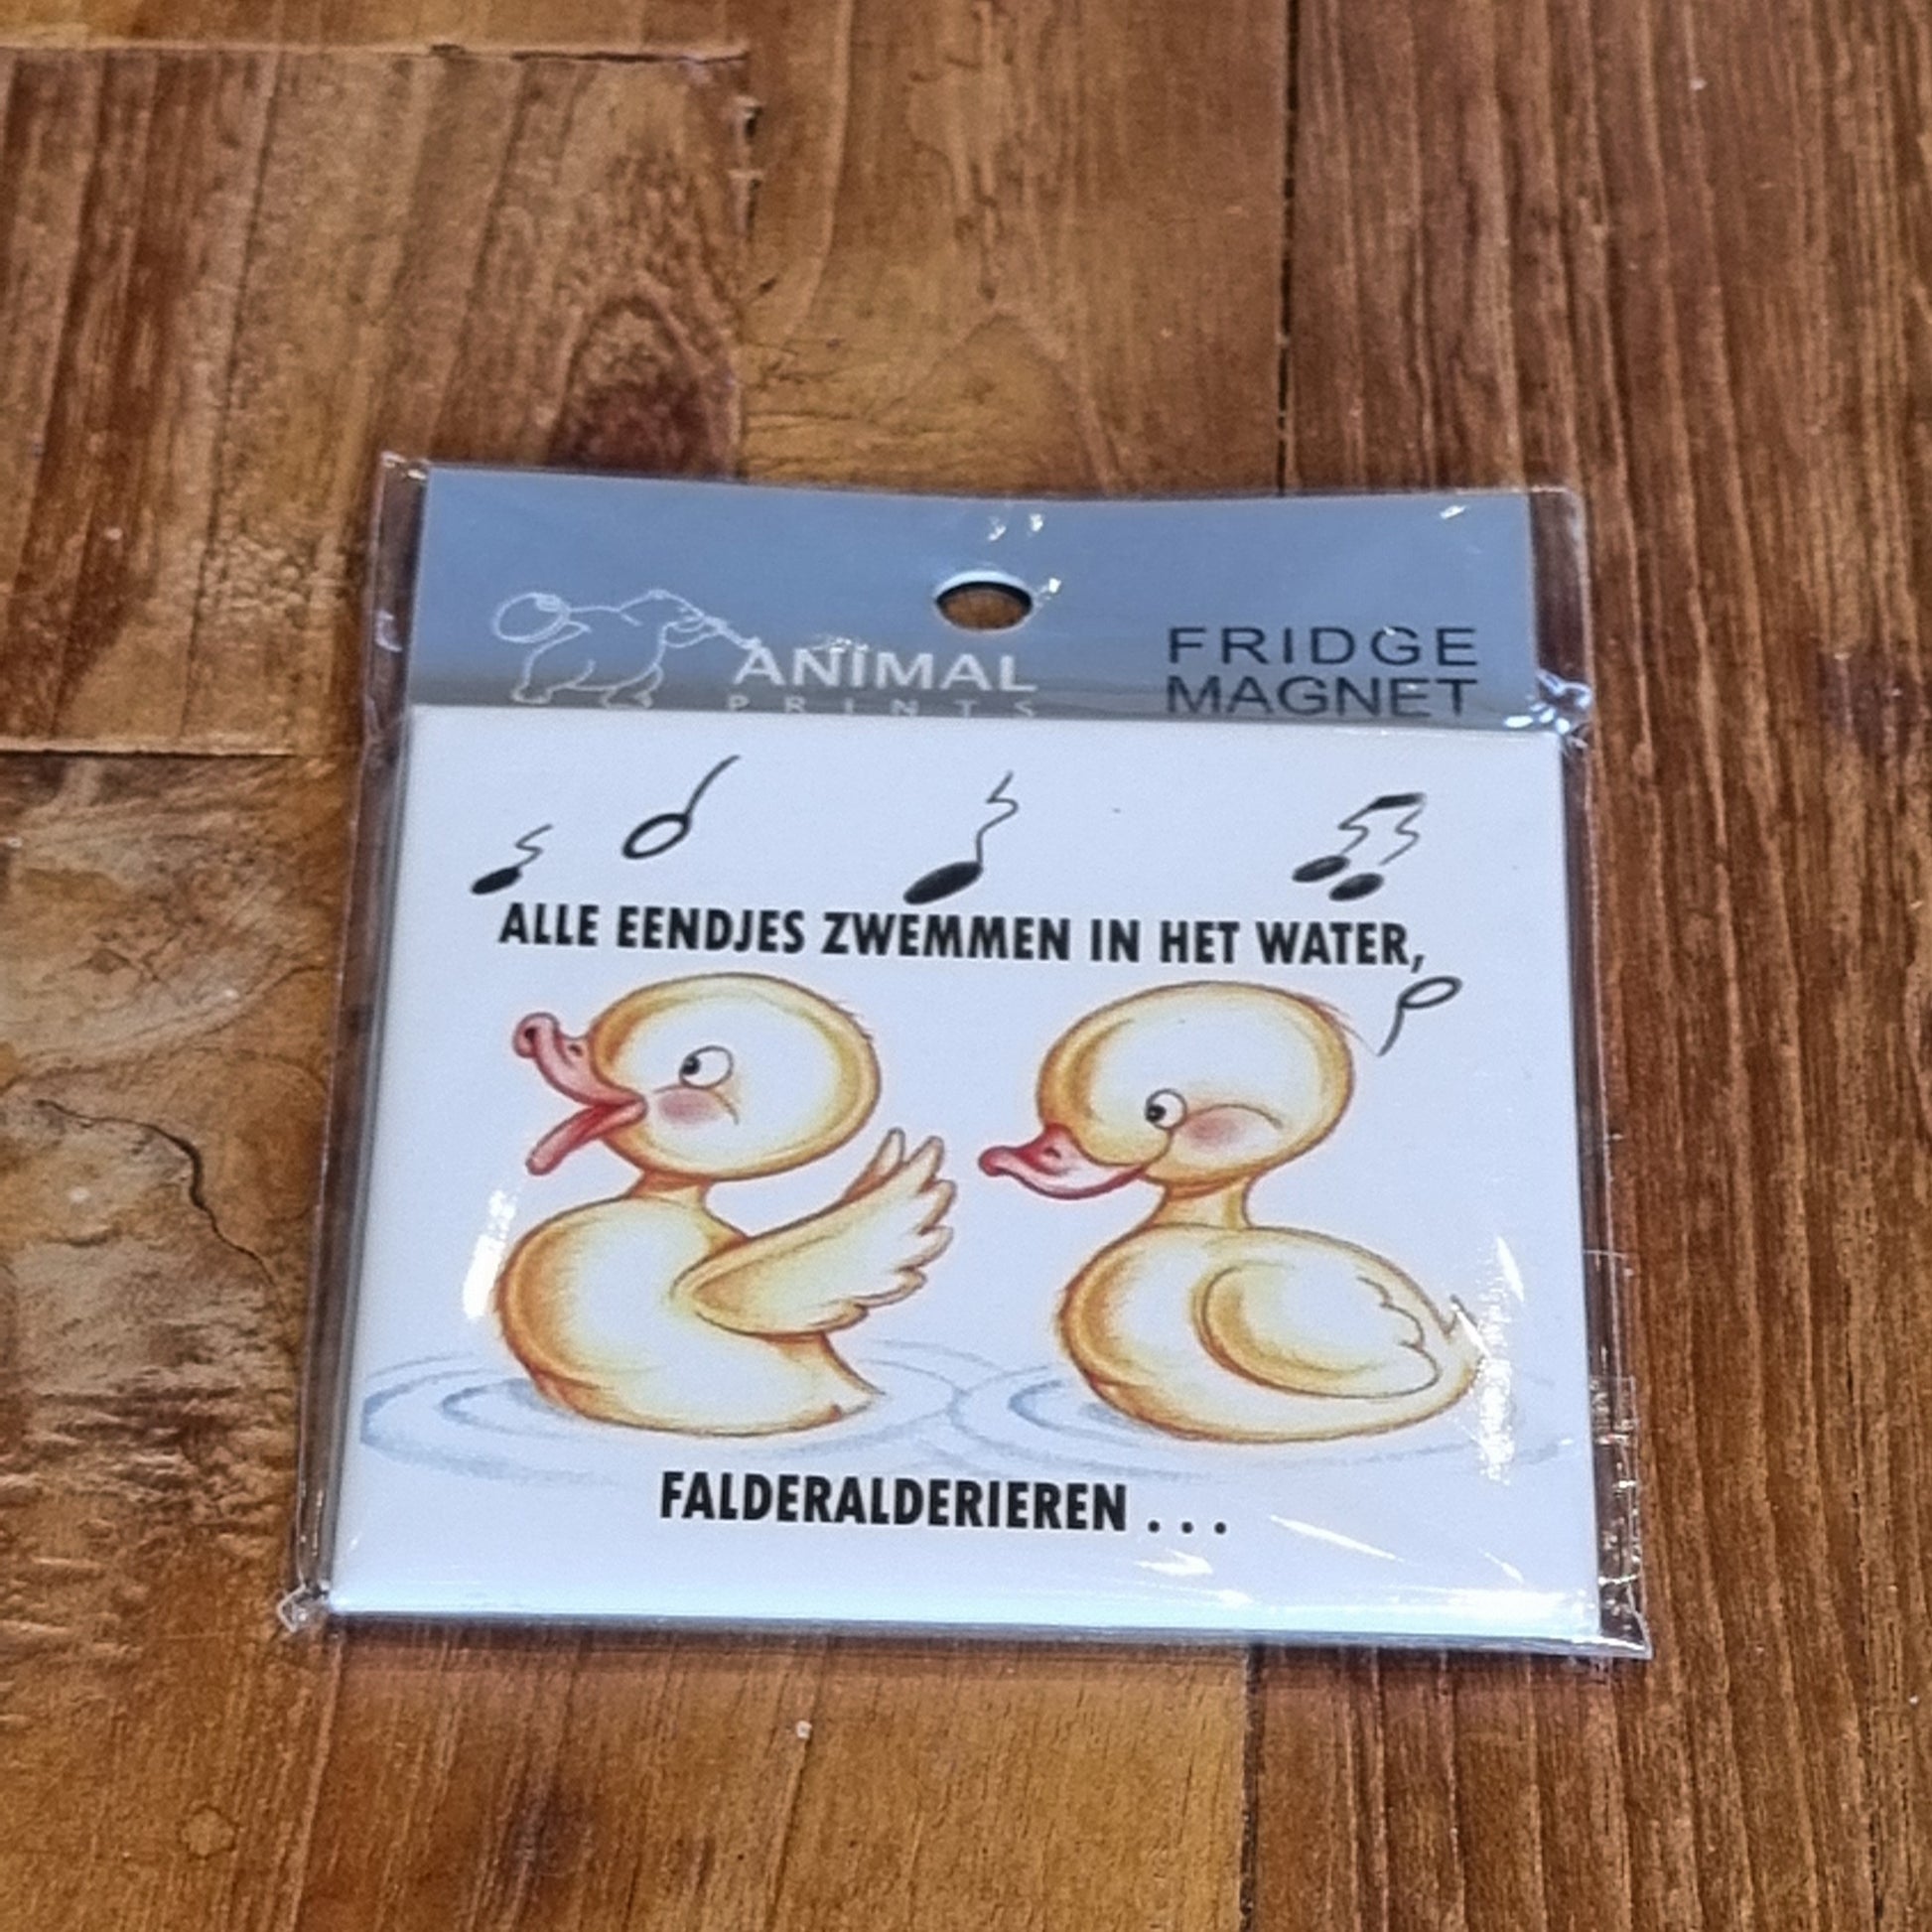 ANIMAL
PRINTS
FRIDGE
MAGNET
ALLE EENDJES ZWEMMEN IN HET WATER,
FALDERALDERIEREN . . .